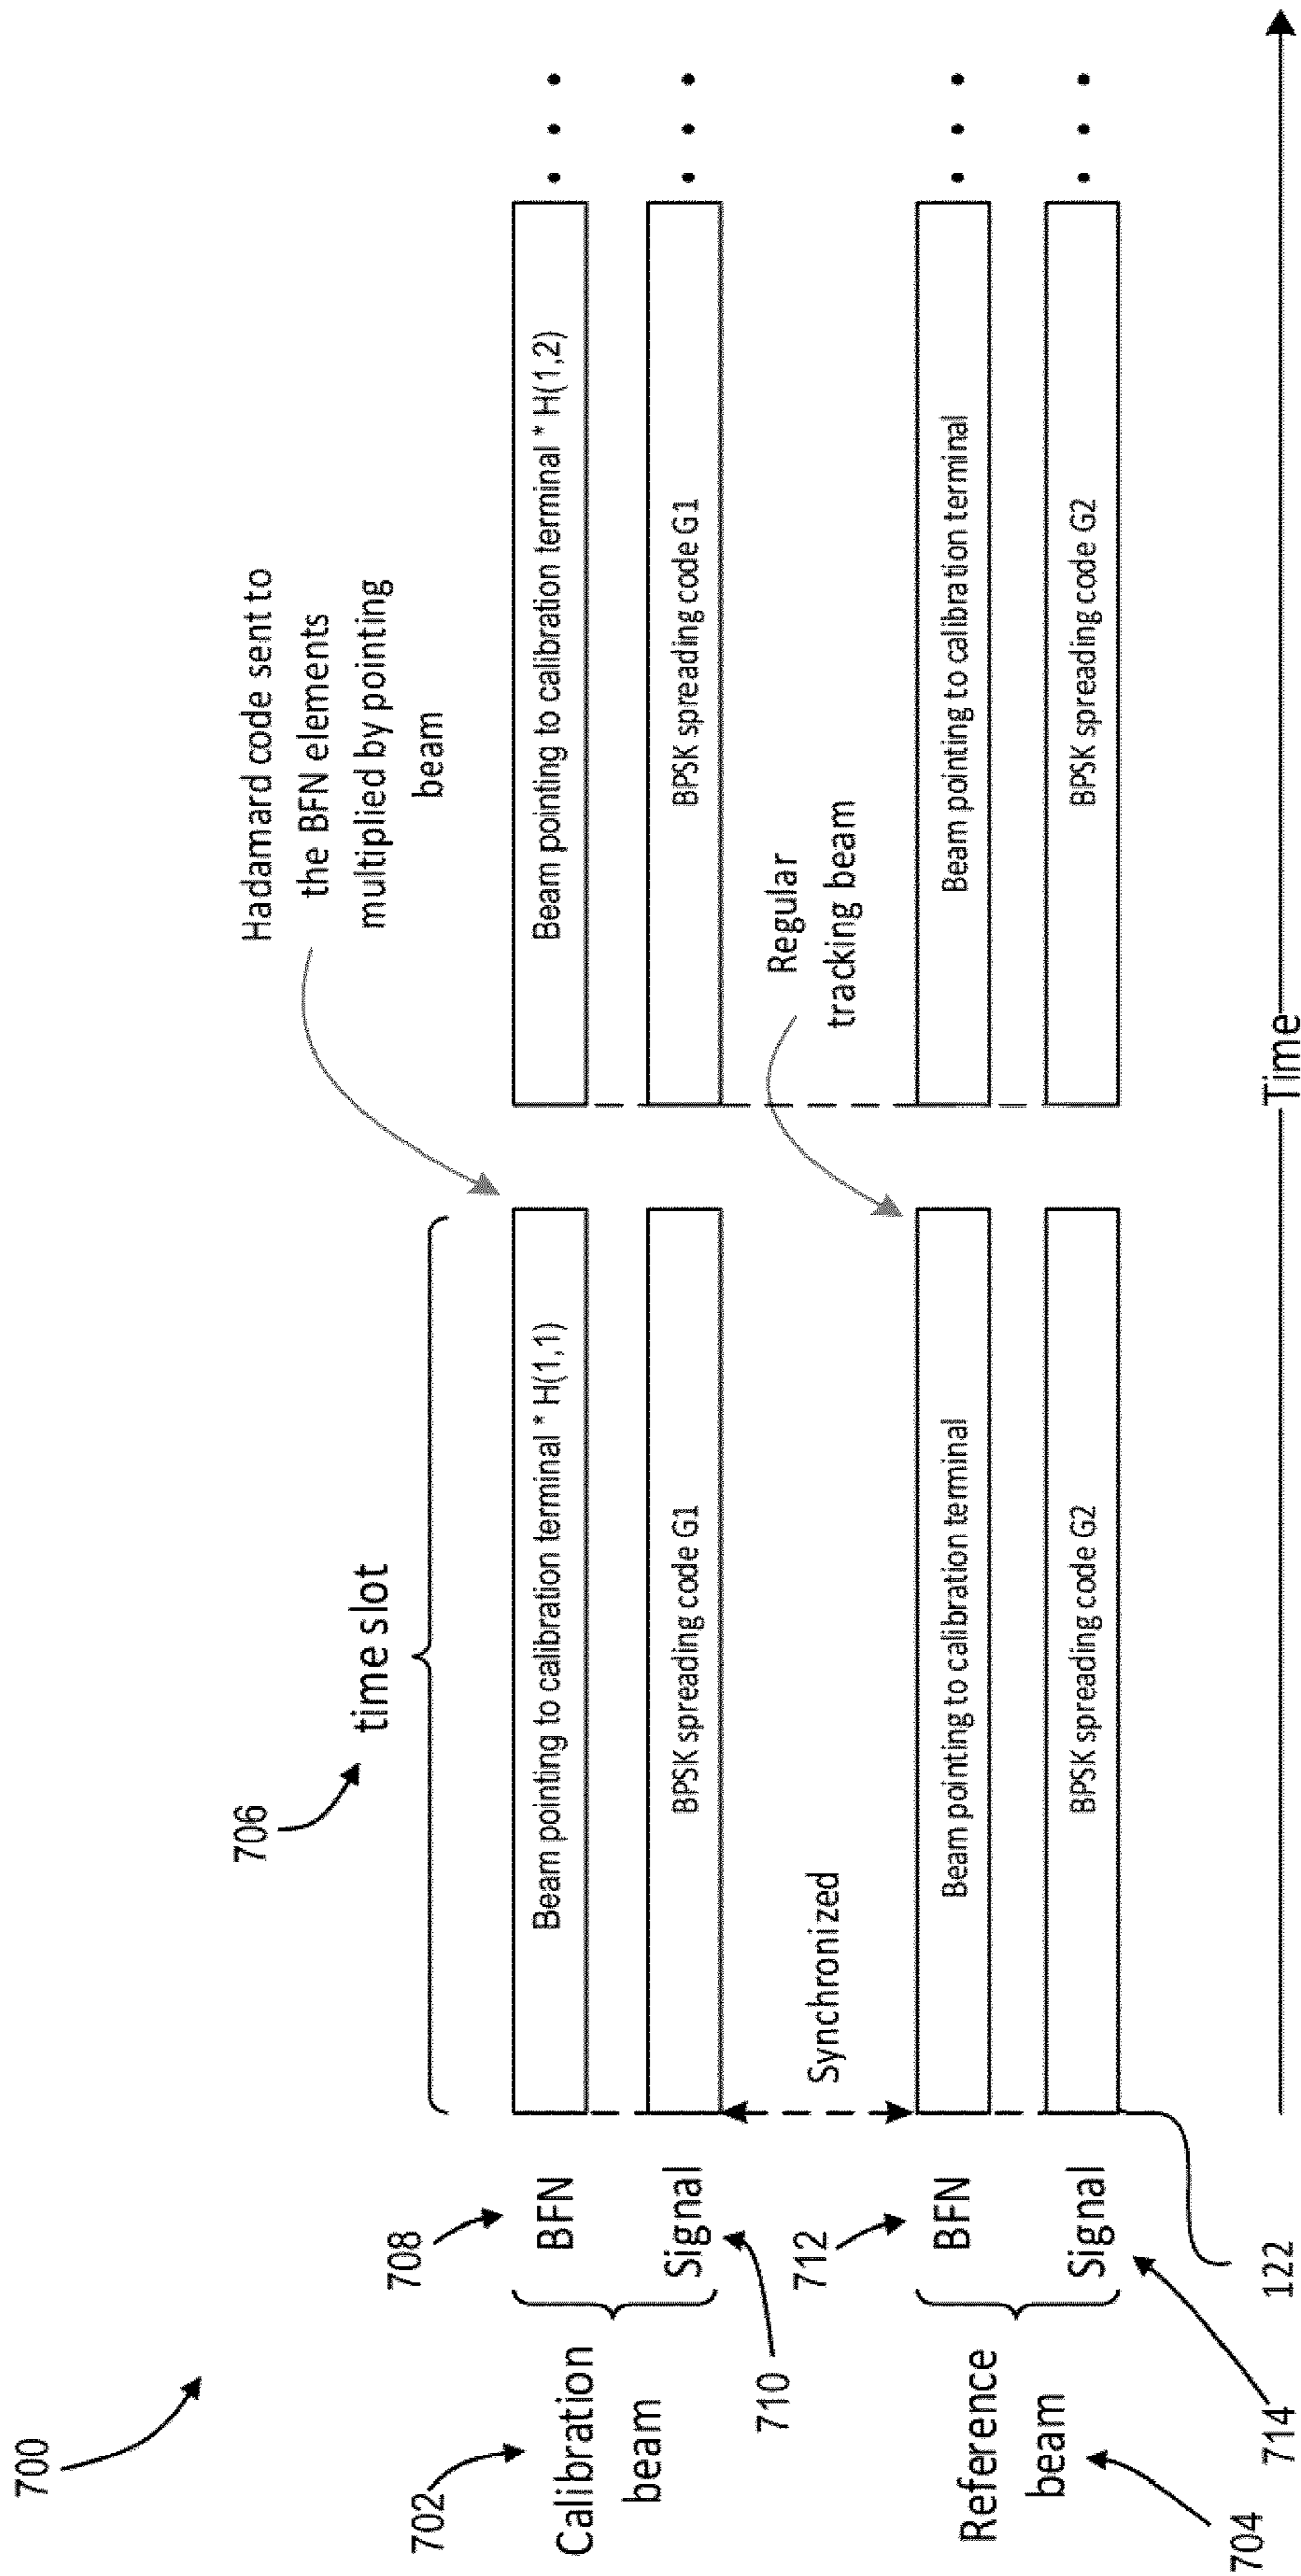 700
Hadamard code sent to
the BFN elements
multiplied by pointing
beam
706
time slot
702
Calibration
beam
708
BFN
Beam pointing to calibration terminal * H(1,1)
Beam pointing to calibration terminal * H(1,2)
710
Signal
BPSK spreading code G1
BPSK spreading code G1
Synchronized
Regular
tracking beam
704
Reference
beam
712
BFN
Beam pointing to calibration terminal
Beam pointing to calibration terminal
714
Signal
BPSK spreading code G2
BPSK spreading code G2
122
Time